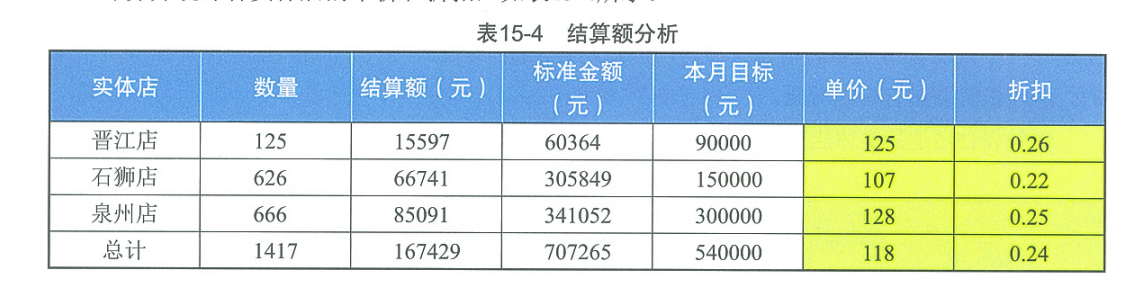 表15-4 结算额分析
实体店 数量 结算额（元） 标准金额（元） 本月目标（元） 单价（元） 折扣
晋江店 125 15597 60364 90000 125 0.26
石狮店 626 66741 305849 150000 107 0.22
泉州店 666 85091 341052 300000 128 0.25
总计 1417 167429 707265 540000 118 0.24